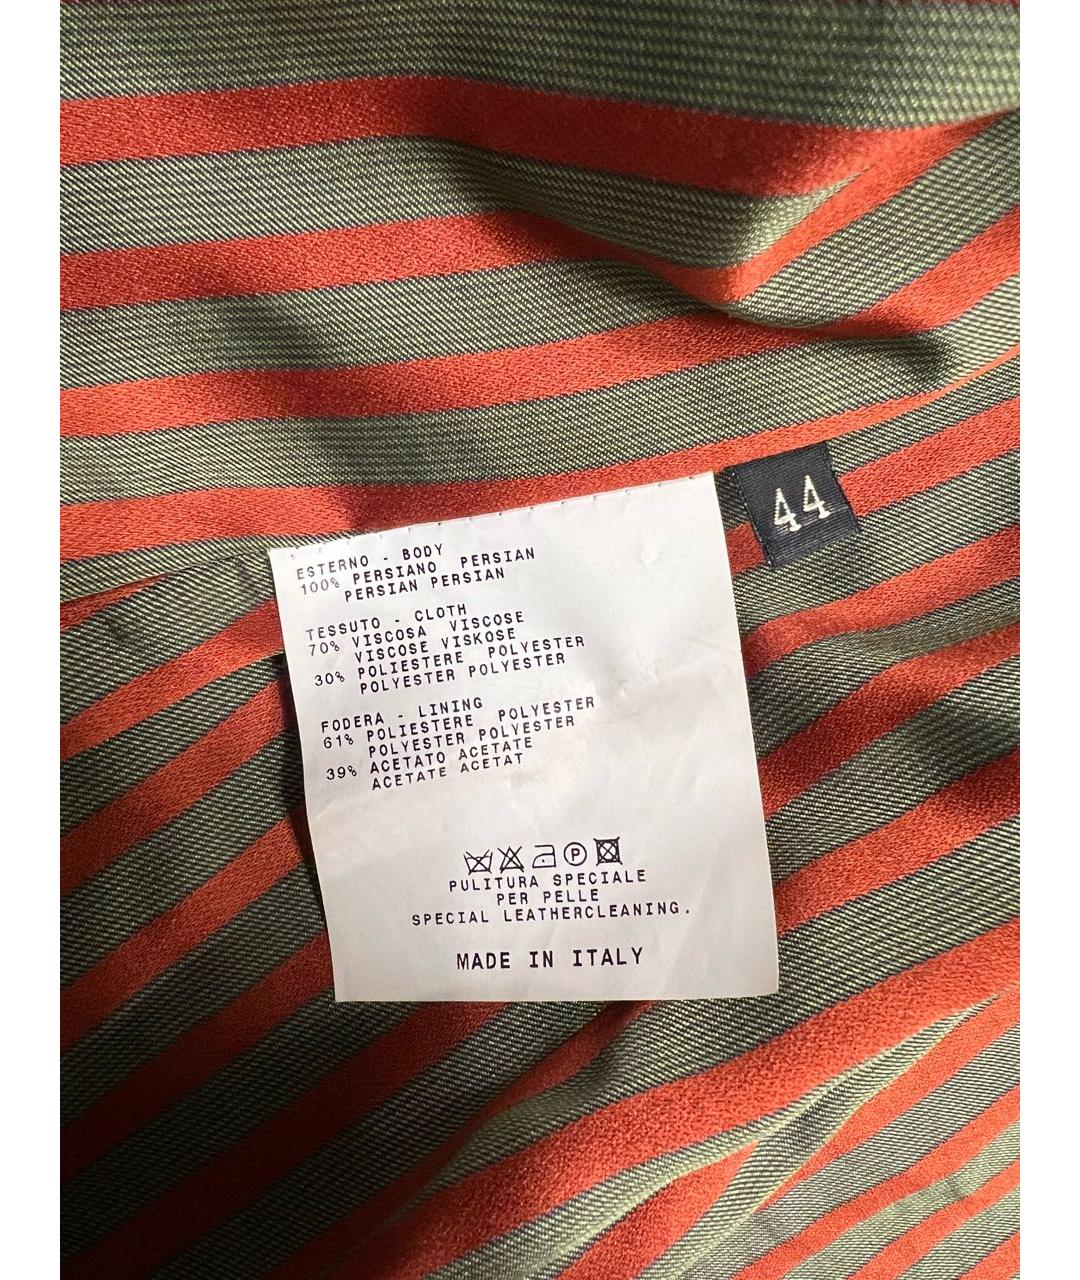 ESTERNO - BODY
100% PERSIANO PERSIAN
PERSIAN PERSIAN
TESSUTO - CLOTH
70% VISCOSA VISCOSE
VISCOSE VISKOSE
30% POLIESTERE POLYESTER
POLYESTER POLYESTER
FODERA - LINING
61% POLIESTERE POLYESTER
POLYESTER POLYESTER
39% ACETATO ACETATE
ACETATE ACETAT
P
PULITURA SPECIALE
PER PELLE
SPECIAL LEATHERCLEANING.
MADE IN ITALY
44